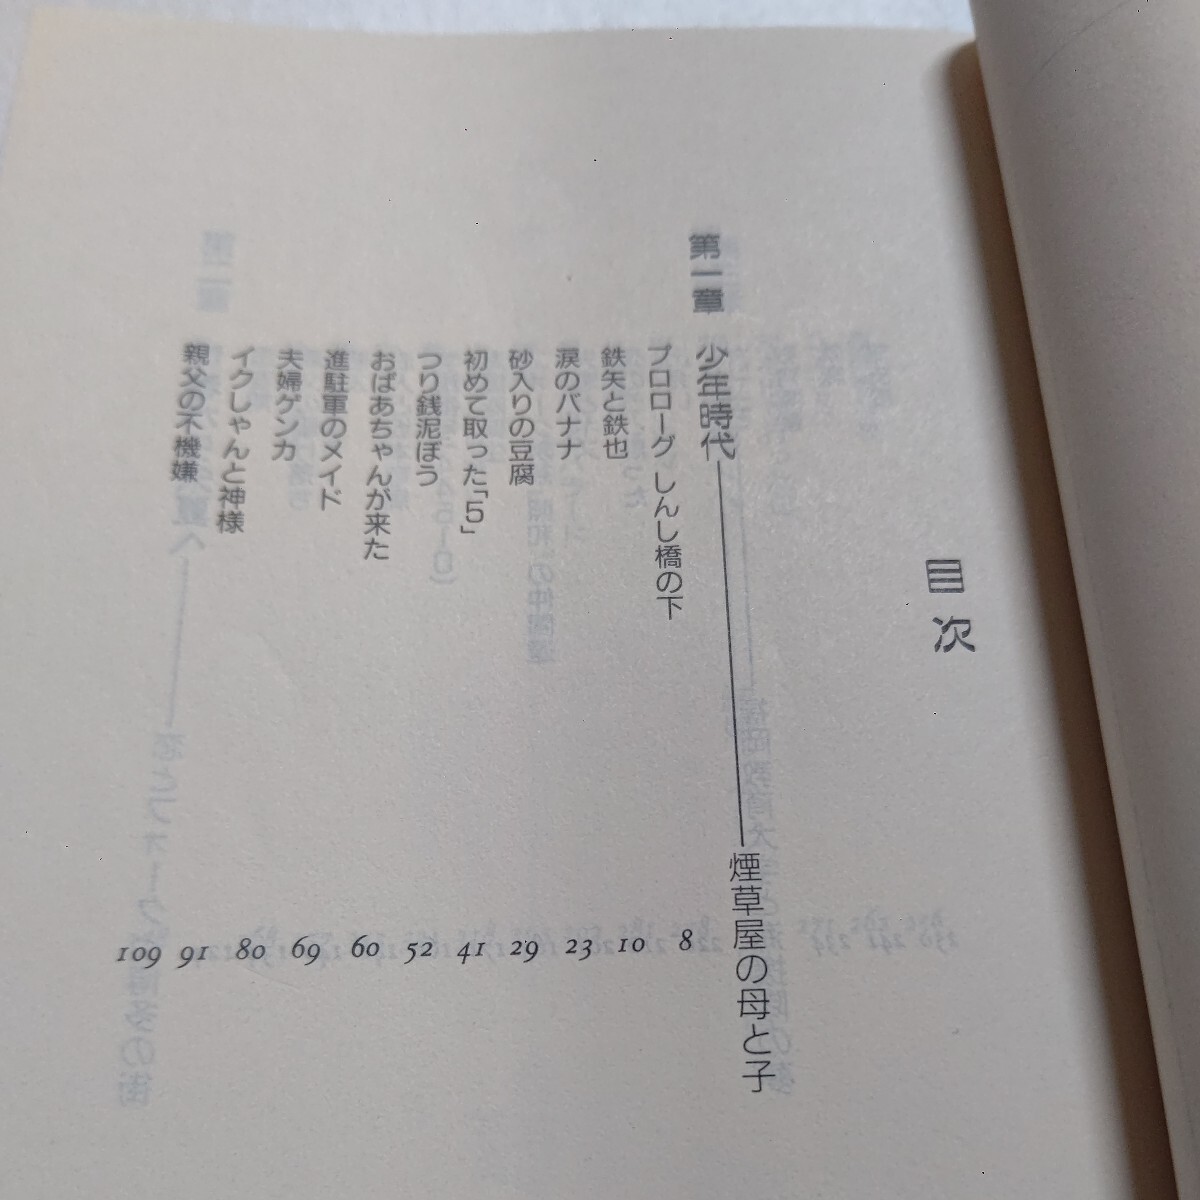 目次
第一章 少年時代――煙草屋の母と子
プロローグ しんし橋の下 8
鉄矢と鉄也 10
涙のバナナ 23
砂入りの豆腐 29
初めて取った「5」 41
つり銭泥ぼう 52
おばあちゃんが来た 60
進駐軍のメイド 69
夫婦ゲンカ 80
イクしゃんと神様 91
親父の不機嫌 109